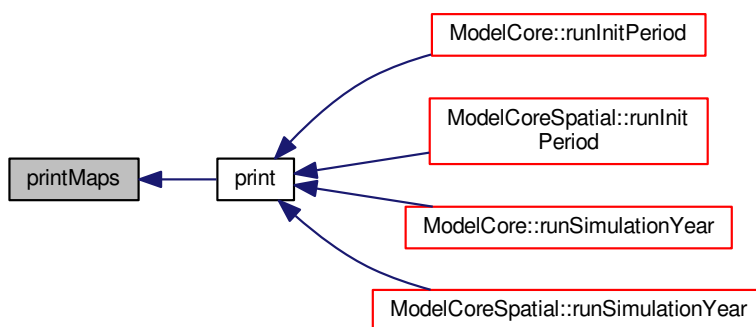 ModelCore::runInitPeriod
ModelCoreSpatial::runInit
Period
printMaps
print
ModelCore::runSimulationYear
ModelCoreSpatial::runSimulationYear